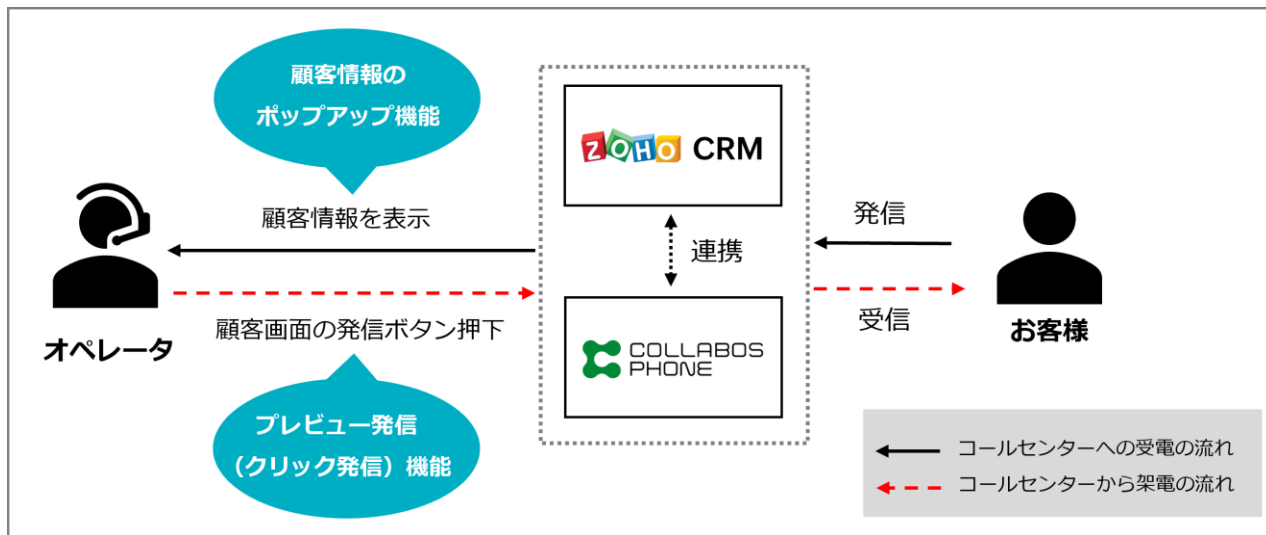 顧客情報の
ポップアップ機能
ZOHO CRM
顧客情報を表示
発信
連携
オペレータ
顧客画面の発信ボタン押下
受信
お客様
COLLABOS
PHONE
プレビュー発信
（クリック発信）機能
コールセンターへの受電の流れ
コールセンターから架電の流れ